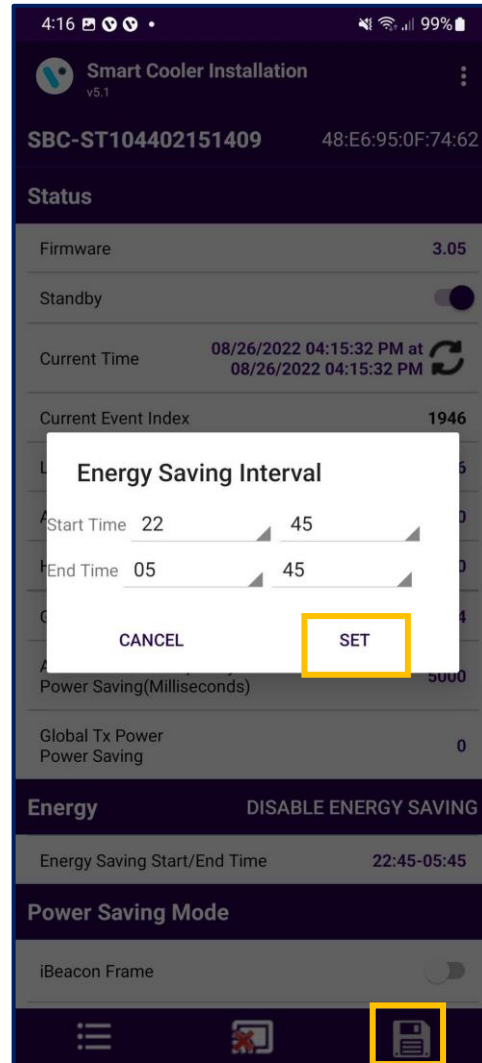 4:16 99%
Smart Cooler Installation
v5.1
SBC-ST104402151409 48:E6:95:0F:74:62
Status
Firmware 3.05
Standby
Current Time 08/26/2022 04:15:32 PM at
08/26/2022 04:15:32 PM
Current Event Index 1946
Energy Saving Interval
Start Time 22 45
End Time 05 45
CANCEL SET
Power Saving(Milliseconds) 5000
Global Tx Power
Power Saving 0
Energy DISABLE ENERGY SAVING
Energy Saving Start/End Time 22:45-05:45
Power Saving Mode
iBeacon Frame